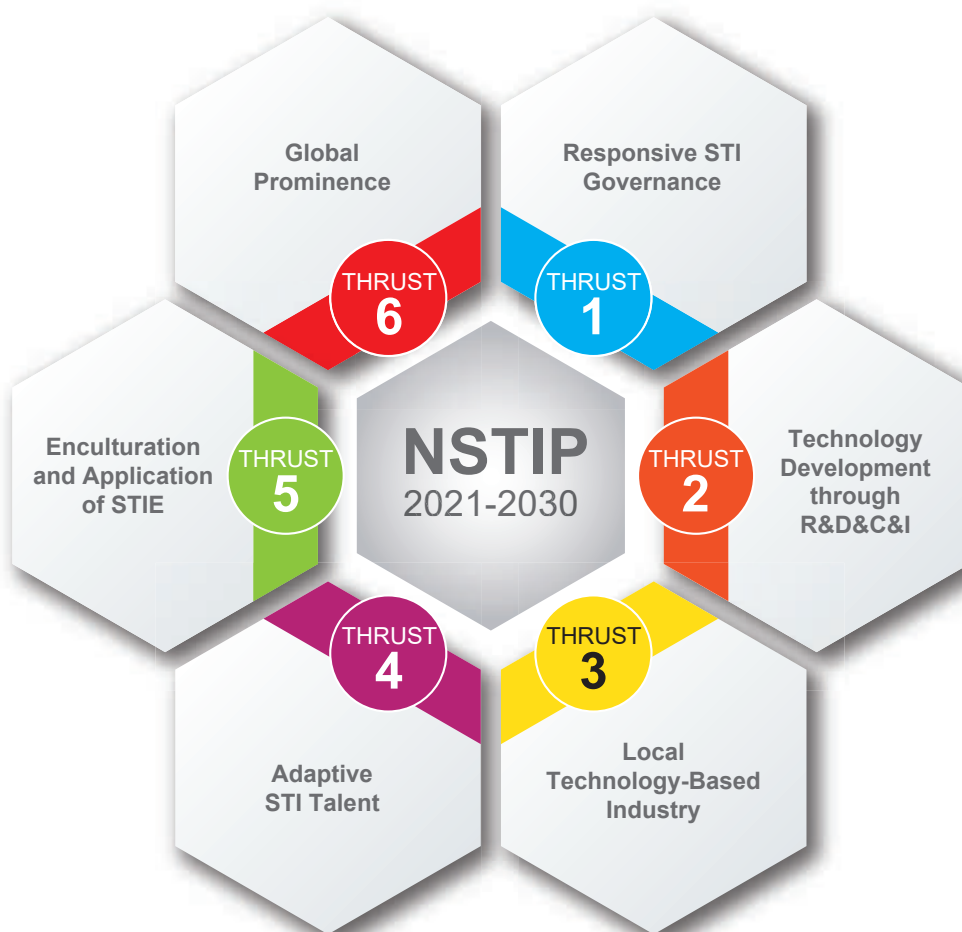 NSTIP
2021-2030
THRUST
1
Responsive STI
Governance
THRUST
2
Technology
Development
through
R&D&C&I
THRUST
3
Local
Technology-Based
Industry
THRUST
4
Adaptive
STI Talent
THRUST
5
Enculturation
and Application
of STIE
THRUST
6
Global
Prominence